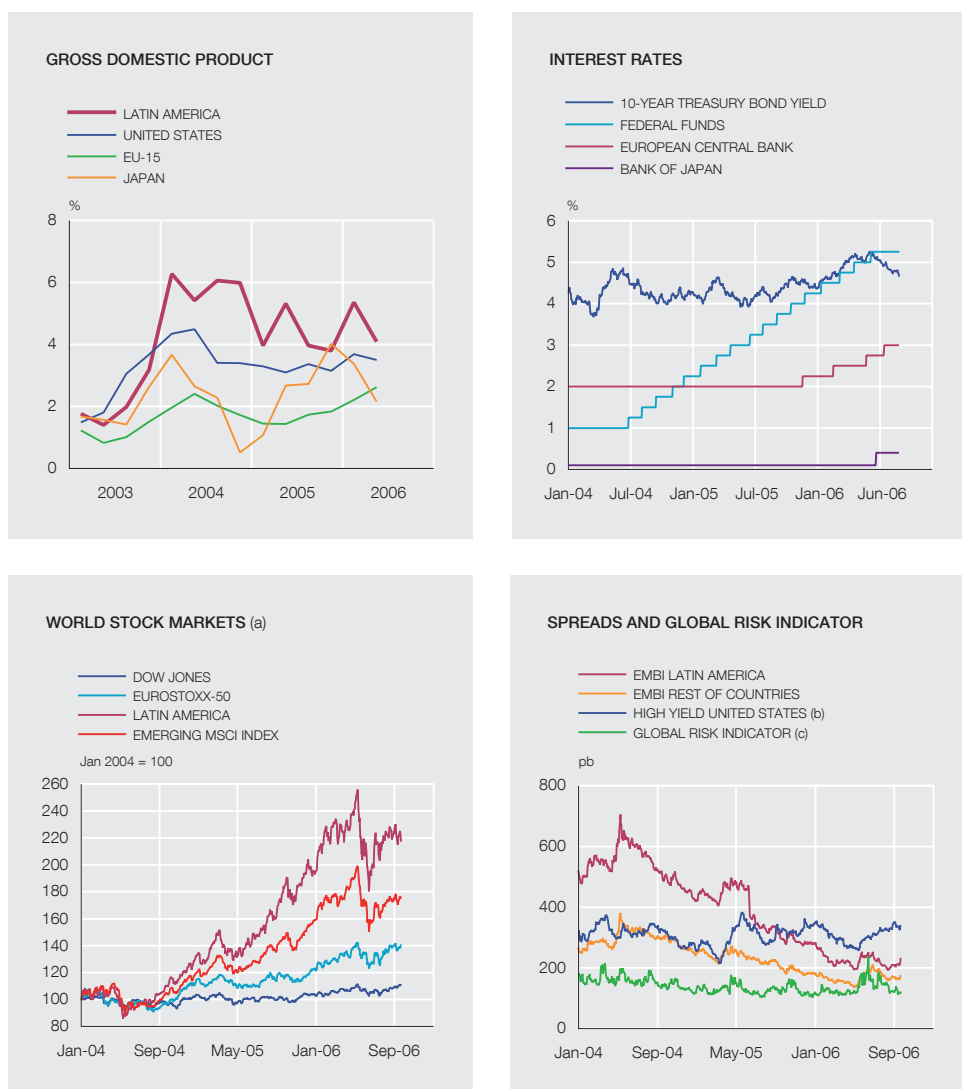 GROSS DOMESTIC PRODUCT
LATIN AMERICA
UNITED STATES
EU-15
JAPAN
%
8
6
4
2
0
2003 2004 2005 2006
INTEREST RATES
10-YEAR TREASURY BOND YIELD
FEDERAL FUNDS
EUROPEAN CENTRAL BANK
BANK OF JAPAN
%
6
5
4
3
2
1
0
Jan-04 Jul-04 Jan-05 Jul-05 Jan-06 Jun-06
WORLD STOCK MARKETS (a)
DOW JONES
EUROSTOXX-50
LATIN AMERICA
EMERGING MSCI INDEX
Jan 2004 = 100
260
240
220
200
180
160
140
120
100
80
Jan-04 Sep-04 May-05 Jan-06 Sep-06
SPREADS AND GLOBAL RISK INDICATOR
EMBI LATIN AMERICA
EMBI REST OF COUNTRIES
HIGH YIELD UNITED STATES (b)
GLOBAL RISK INDICATOR (c)
pb
800
600
400
200
0
Jan-04 Sep-04 May-05 Jan-06 Sep-06